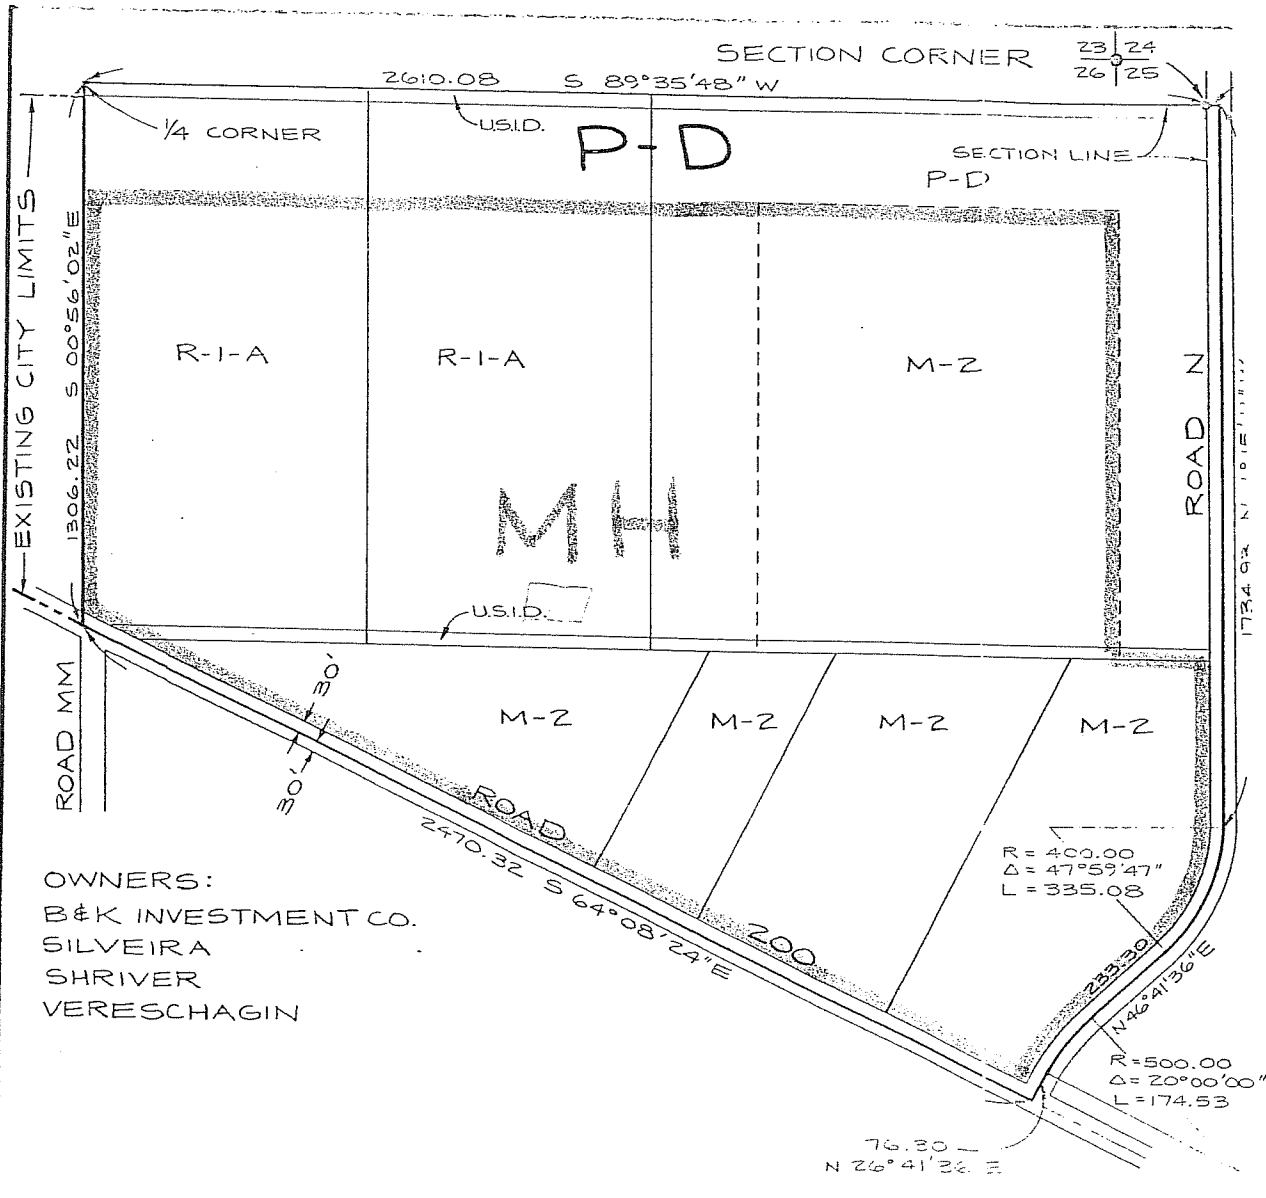 SECTION CORNER
23 24
26 25
2610.08 S 89°35'48" W
U.S.I.D.
1/4 CORNER
P-D
SECTION LINE
P-D
EXISTING CITY LIMITS
1306.22 S 00°56'02" E
R-1-A
R-1-A
M-2
ROAD N
1734.92 N
MH
U.S.I.D.
ROAD MM
30'
30'
M-2
M-2
M-2
M-2
ROAD 200
2470.32 S 64°08'24" E
R = 400.00
Δ = 47°59'47"
L = 335.08
OWNERS:
B&K INVESTMENT CO.
SILVEIRA
SHRIVER
VERESCHAGIN
233.30
N 46°41'36" E
R = 500.00
Δ = 20°00'00"
L = 174.53
76.30
N 26°41'36 E